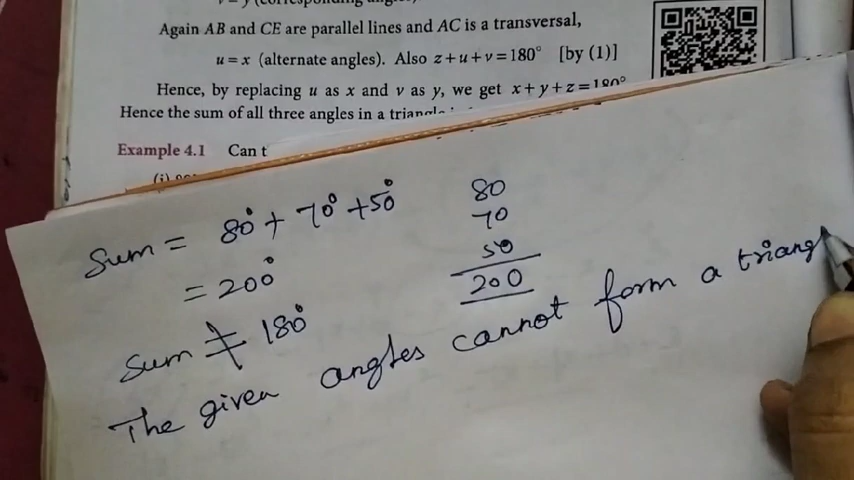 Again AB and CE are parallel lines and AC is a transversal,
u = x (alternate angles). Also z + u + v = 180° [by (1)]
Hence, by replacing u as x and v as y, we get x + y + z = 180°
Hence the sum of all three angles in a
Example 4.1 Can
(i)
Sum = 80° + 70° + 50° 80
70
= 200° 50
200
Sum ≠ 180°
The given angles cannot form a triang